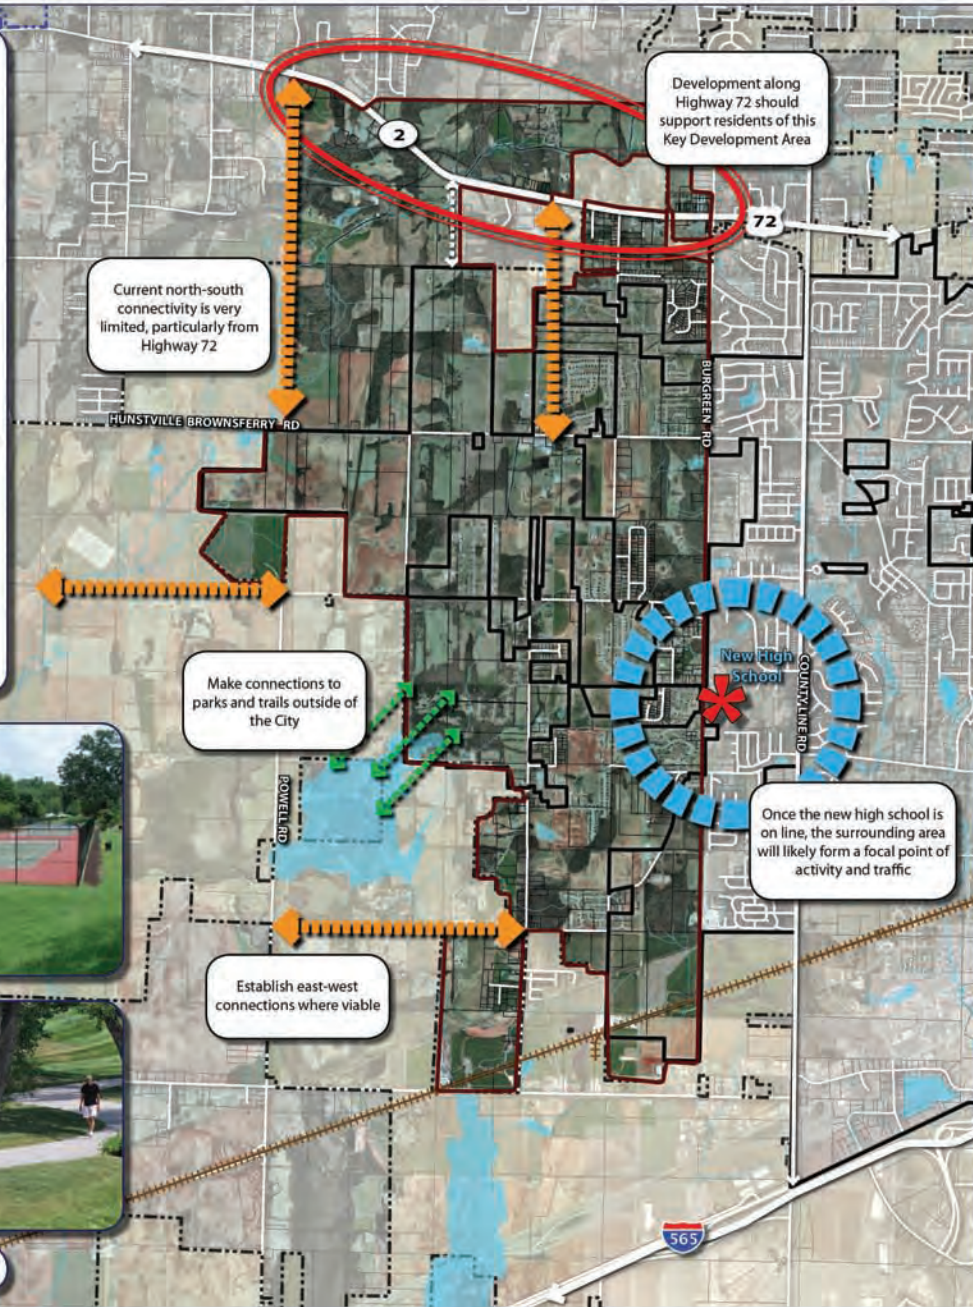 Development along
Highway 72 should
support residents of this
Key Development Area
2
72
Current north-south
connectivity is very
limited, particularly from
Highway 72
BURGREEN RD
HUNSTVILLE BROWNSFERRY RD
New High
School
COUNTY LINE RD
Make connections to
parks and trails outside of
the City
POWELL RD
Once the new high school is
on line, the surrounding area
will likely form a focal point of
activity and traffic
Establish east-west
connections where viable
565